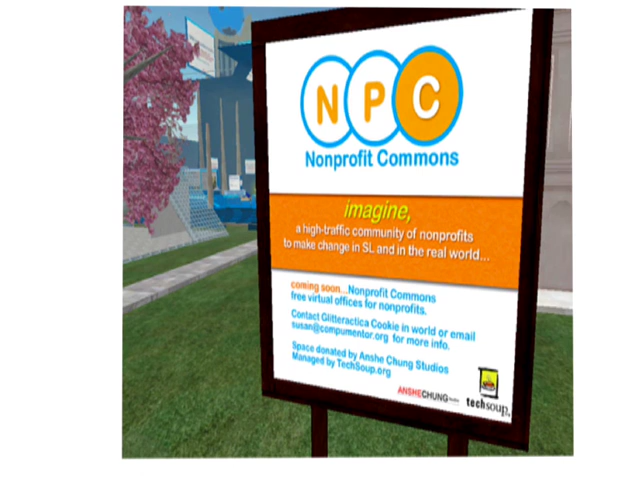 N P C
Nonprofit Commons
imagine,
a high-traffic community of nonprofits
to make change in SL and in the real world...
coming soon...Nonprofit Commons
free virtual offices for nonprofits.
Contact Glitteractica Cookie in world or email
susan@compumentor.org for more info.
Space donated by Anshe Chung Studios
Managed by TechSoup.org
ANSHECHUNG
techsoup.